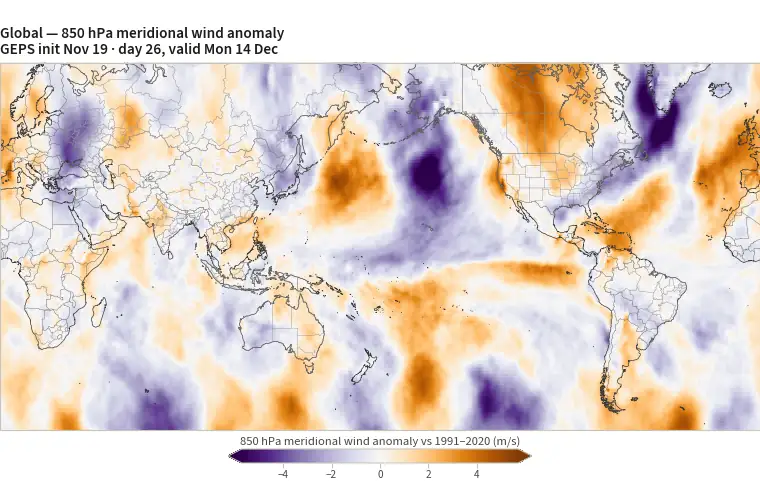 Global — 850 hPa meridional wind anomaly
GEPS init Nov 19 · day 26, valid Mon 14 Dec
850 hPa meridional wind anomaly vs 1991–2020 (m/s)
−4 −2 0 2 4